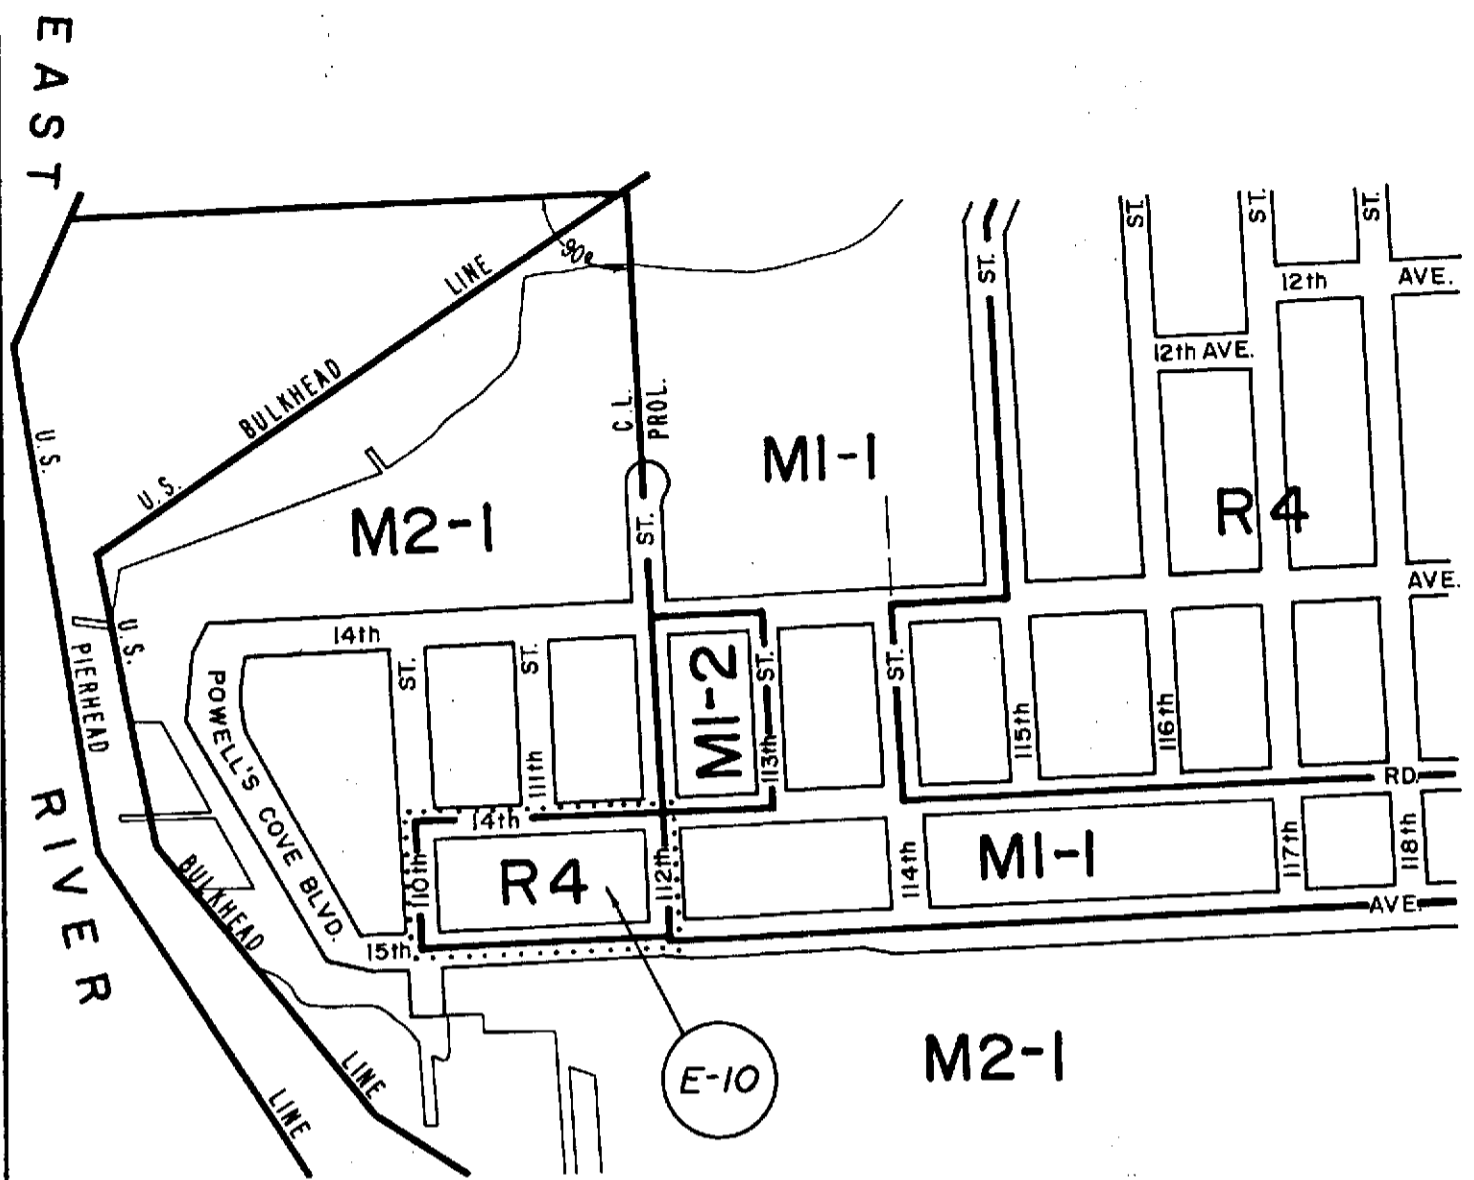 EAST
RIVER
U.S.
PIERHEAD
LINE
U.S.
BULKHEAD
LINE
U.S.
BULKHEAD
LINE
90°
C.L.
PROL.
ST.
ST.
ST.
ST.
ST.
12th
AVE.
12th AVE.
M1-1
R4
M2-1
AVE.
14th
ST.
ST.
ST.
ST.
POWELL'S COVE BLVD.
M1-2
111th
113th
115th
116th
RD.
14th
110th
R4
112th
114th
M1-1
117th
118th
AVE.
15th
E-10
M2-1